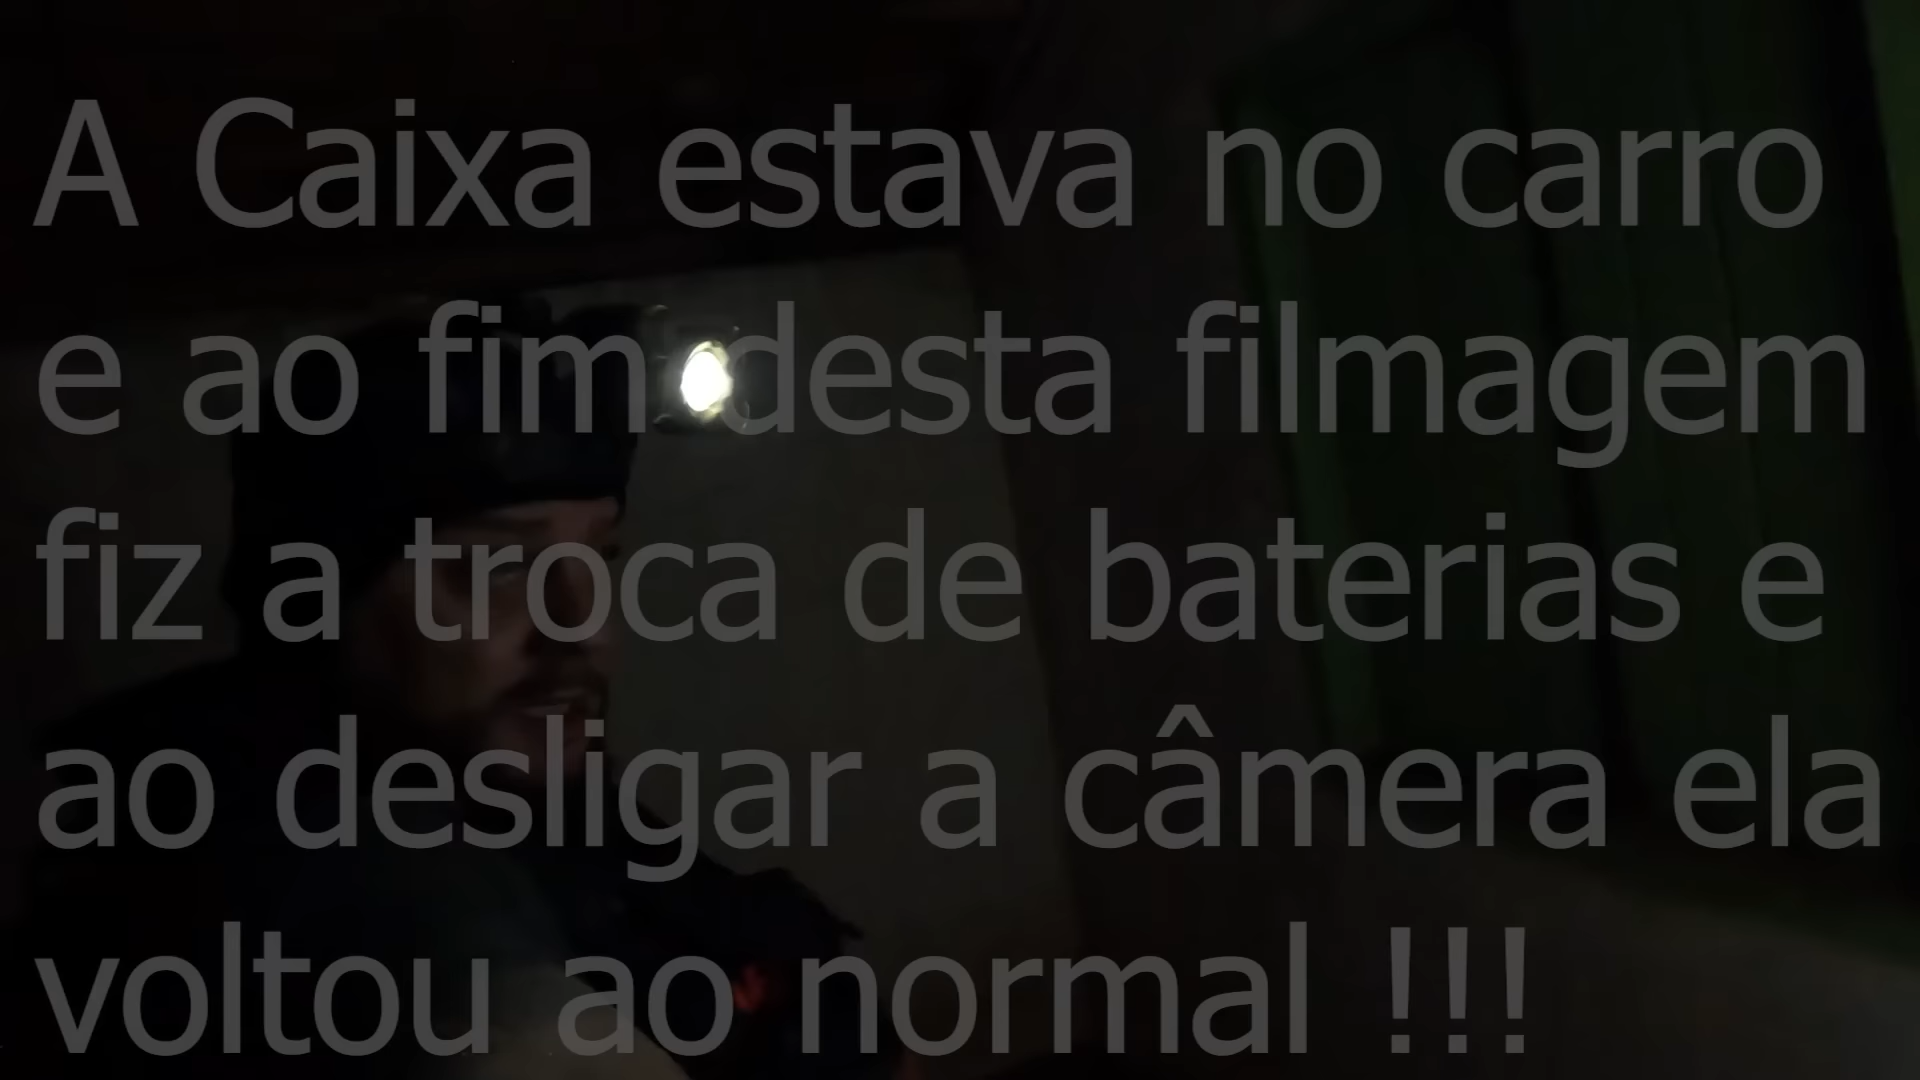 A Caixa estava no carro
e ao fim desta filmagem
fiz a troca de baterias e
ao desligar a câmera ela
voltou ao normal !!!